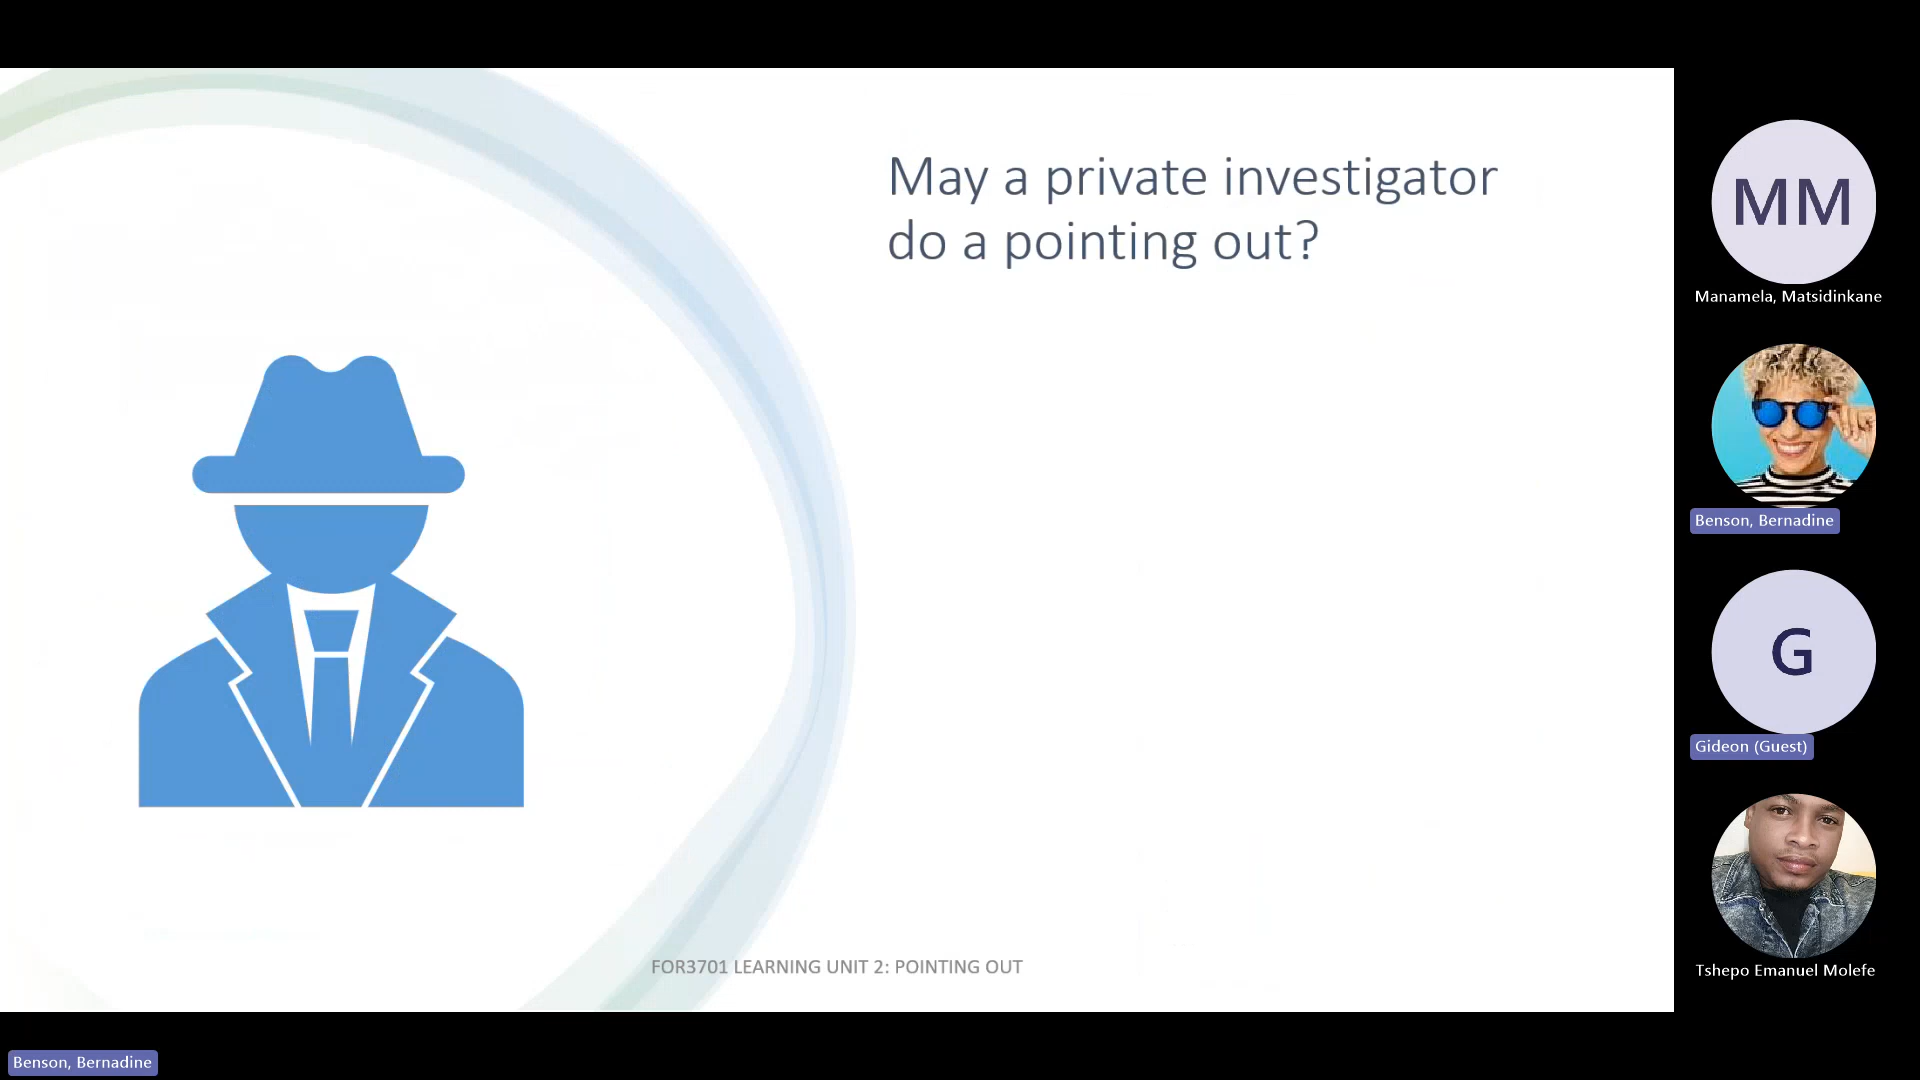 May a private investigator
do a pointing out?
FOR3701 LEARNING UNIT 2: POINTING OUT
MM
Manamela, Matsidinkane
Benson, Bernadine
G
Gideon (Guest)
Tshepo Emanuel Molefe
Benson, Bernadine